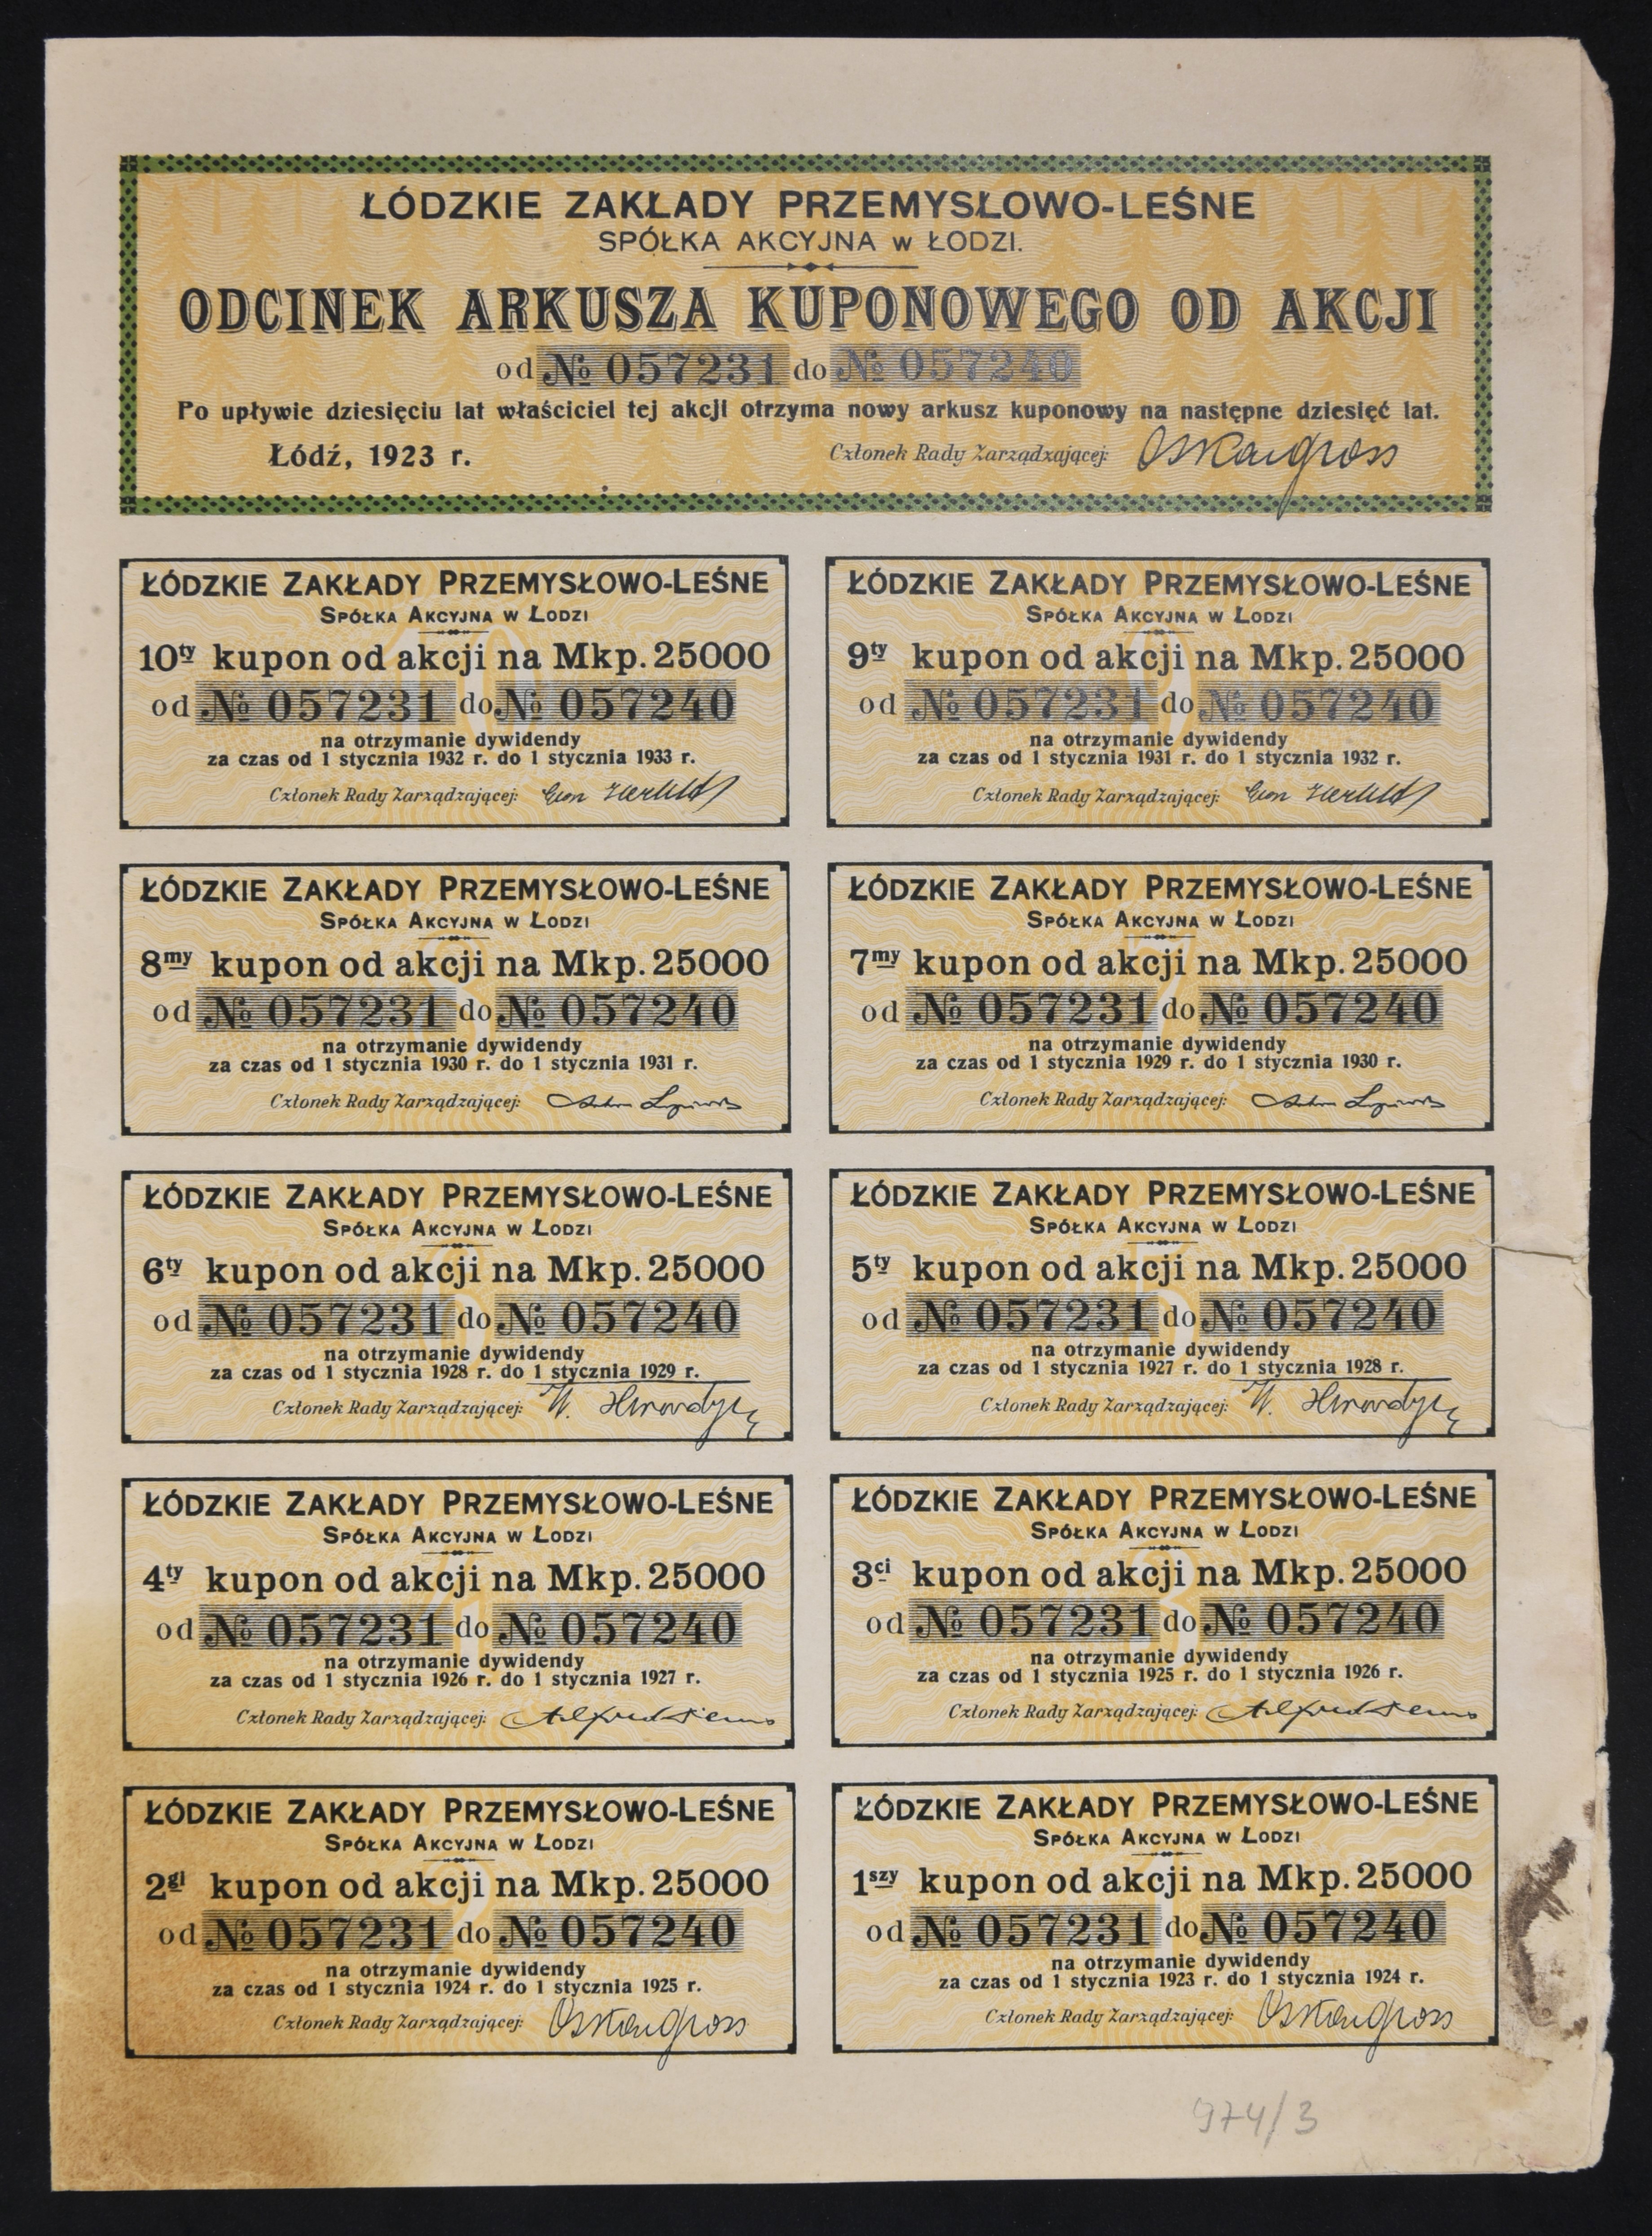 ŁÓDZKIE ZAKŁADY PRZEMYSŁOWO-LEŚNE
SPÓŁKA AKCYJNA w ŁODZI.
ODCINEK ARKUSZA KUPONOWEGO OD AKCJI
od № 057231 do № 057240
Po upływie dziesięciu lat właściciel tej akcji otrzyma nowy arkusz kuponowy na następne dziesięć lat.
Łódź, 1923 r. Członek Rady Zarządzającej: Oskar Gross
ŁÓDZKIE ZAKŁADY PRZEMYSŁOWO-LEŚNE
SPÓŁKA AKCYJNA W ŁODZI
10ty kupon od akcji na Mkp. 25000
od № 057231 do № 057240
na otrzymanie dywidendy
za czas od 1 stycznia 1932 r. do 1 stycznia 1933 r.
Członek Rady Zarządzającej:
ŁÓDZKIE ZAKŁADY PRZEMYSŁOWO-LEŚNE
SPÓŁKA AKCYJNA W ŁODZI
9ty kupon od akcji na Mkp. 25000
od № 057231 do № 057240
na otrzymanie dywidendy
za czas od 1 stycznia 1931 r. do 1 stycznia 1932 r.
Członek Rady Zarządzającej:
ŁÓDZKIE ZAKŁADY PRZEMYSŁOWO-LEŚNE
SPÓŁKA AKCYJNA W ŁODZI
8my kupon od akcji na Mkp. 25000
od № 057231 do № 057240
na otrzymanie dywidendy
za czas od 1 stycznia 1930 r. do 1 stycznia 1931 r.
Członek Rady Zarządzającej:
ŁÓDZKIE ZAKŁADY PRZEMYSŁOWO-LEŚNE
SPÓŁKA AKCYJNA W ŁODZI
7my kupon od akcji na Mkp. 25000
od № 057231 do № 057240
na otrzymanie dywidendy
za czas od 1 stycznia 1929 r. do 1 stycznia 1930 r.
Członek Rady Zarządzającej:
ŁÓDZKIE ZAKŁADY PRZEMYSŁOWO-LEŚNE
SPÓŁKA AKCYJNA W ŁODZI
6ty kupon od akcji na Mkp. 25000
od № 057231 do № 057240
na otrzymanie dywidendy
za czas od 1 stycznia 1928 r. do 1 stycznia 1929 r.
Członek Rady Zarządzającej:
ŁÓDZKIE ZAKŁADY PRZEMYSŁOWO-LEŚNE
SPÓŁKA AKCYJNA W ŁODZI
5ty kupon od akcji na Mkp. 25000
od № 057231 do № 057240
na otrzymanie dywidendy
za czas od 1 stycznia 1927 r. do 1 stycznia 1928 r.
Członek Rady Zarządzającej:
ŁÓDZKIE ZAKŁADY PRZEMYSŁOWO-LEŚNE
SPÓŁKA AKCYJNA W ŁODZI
4ty kupon od akcji na Mkp. 25000
od № 057231 do № 057240
na otrzymanie dywidendy
za czas od 1 stycznia 1926 r. do 1 stycznia 1927 r.
Członek Rady Zarządzającej:
ŁÓDZKIE ZAKŁADY PRZEMYSŁOWO-LEŚNE
SPÓŁKA AKCYJNA W ŁODZI
3ci kupon od akcji na Mkp. 25000
od № 057231 do № 057240
na otrzymanie dywidendy
za czas od 1 stycznia 1925 r. do 1 stycznia 1926 r.
Członek Rady Zarządzającej:
ŁÓDZKIE ZAKŁADY PRZEMYSŁOWO-LEŚNE
SPÓŁKA AKCYJNA W ŁODZI
2gi kupon od akcji na Mkp. 25000
od № 057231 do № 057240
na otrzymanie dywidendy
za czas od 1 stycznia 1924 r. do 1 stycznia 1925 r.
Członek Rady Zarządzającej: Oskar Gross
ŁÓDZKIE ZAKŁADY PRZEMYSŁOWO-LEŚNE
SPÓŁKA AKCYJNA W ŁODZI
1szy kupon od akcji na Mkp. 25000
od № 057231 do № 057240
na otrzymanie dywidendy
za czas od 1 stycznia 1923 r. do 1 stycznia 1924 r.
Członek Rady Zarządzającej: Oskar Gross
974/3